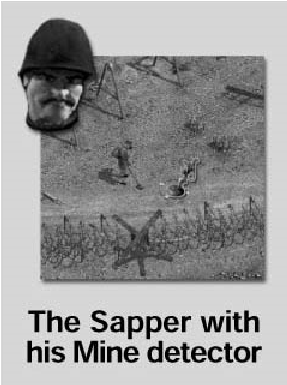 The Sapper with
his Mine detector